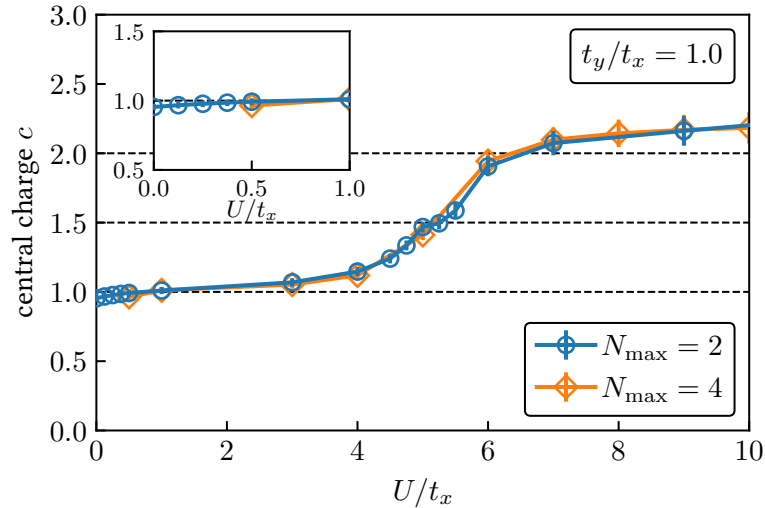 3.0
2.5
2.0
1.5
1.0
0.5
0.0
central charge c
1.5
1.0
0.5
0.0 0.5 1.0
U/t_x
t_y/t_x = 1.0
N_max = 2
N_max = 4
0 2 4 6 8 10
U/t_x